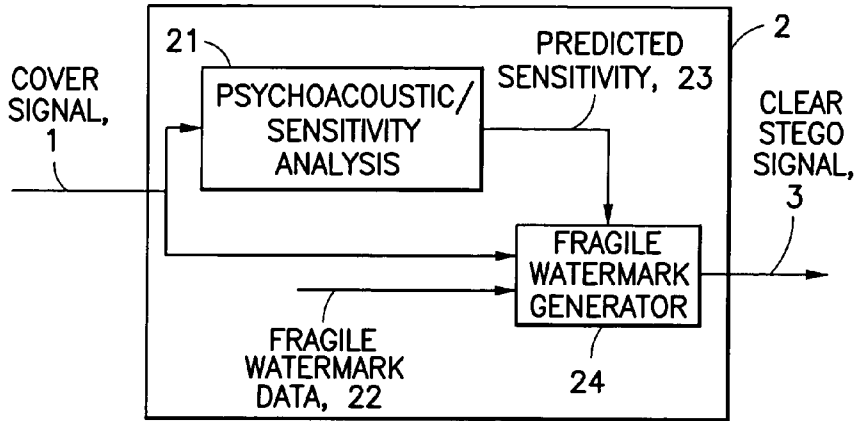 COVER
SIGNAL,
1
21
PSYCHOACOUSTIC/
SENSITIVITY
ANALYSIS
PREDICTED
SENSITIVITY, 23
2
CLEAR
STEGO
SIGNAL,
3
FRAGILE
WATERMARK
GENERATOR
24
FRAGILE
WATERMARK
DATA, 22